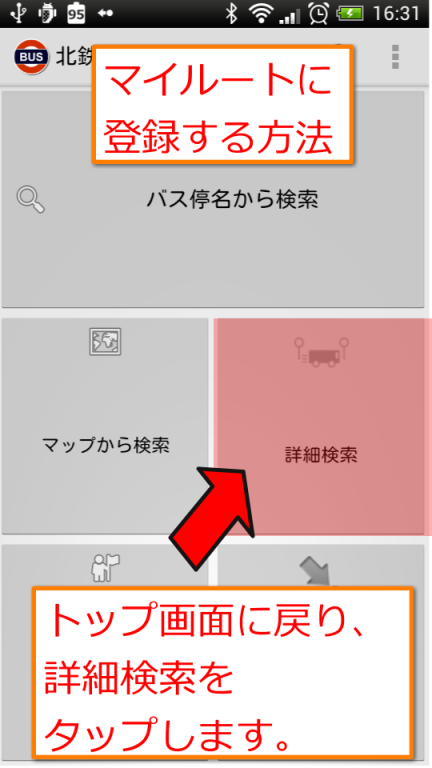 95
16:31
BUS
北鉄
マイルートに
登録する方法
バス停名から検索
マップから検索
詳細検索
トップ画面に戻り、
詳細検索を
タップします。